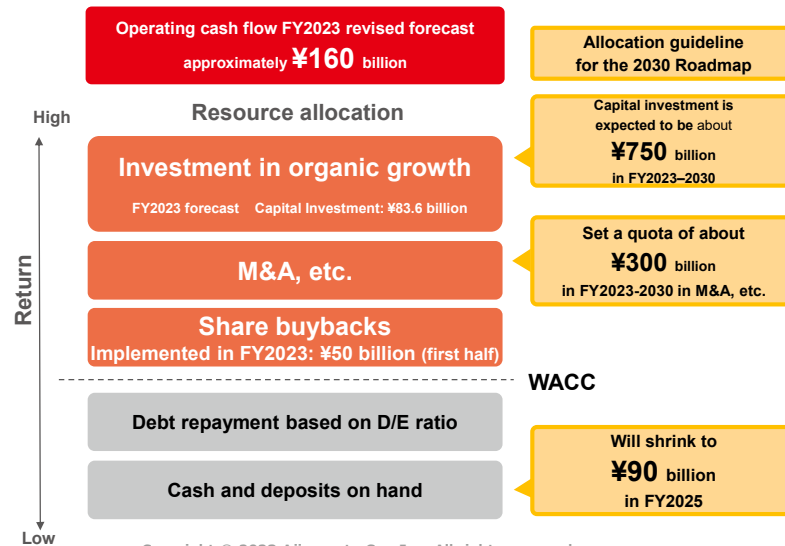 Operating cash flow FY2023 revised forecast
approximately ¥160 billion
Allocation guideline
for the 2030 Roadmap
High
Resource allocation
Capital investment is
expected to be about
¥750 billion
in FY2023–2030
Investment in organic growth
FY2023 forecast Capital Investment: ¥83.6 billion
Set a quota of about
¥300 billion
in FY2023-2030 in M&A, etc.
M&A, etc.
Return
Share buybacks
Implemented in FY2023: ¥50 billion (first half)
WACC
Debt repayment based on D/E ratio
Will shrink to
¥90 billion
in FY2025
Cash and deposits on hand
Low